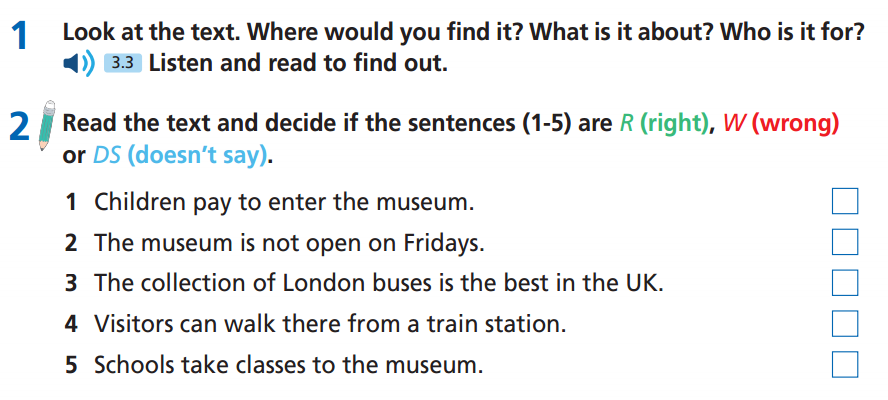 1 Look at the text. Where would you find it? What is it about? Who is it for?
3.3 Listen and read to find out.
2 Read the text and decide if the sentences (1-5) are R (right), W (wrong)
or DS (doesn't say).
1 Children pay to enter the museum.
2 The museum is not open on Fridays.
3 The collection of London buses is the best in the UK.
4 Visitors can walk there from a train station.
5 Schools take classes to the museum.